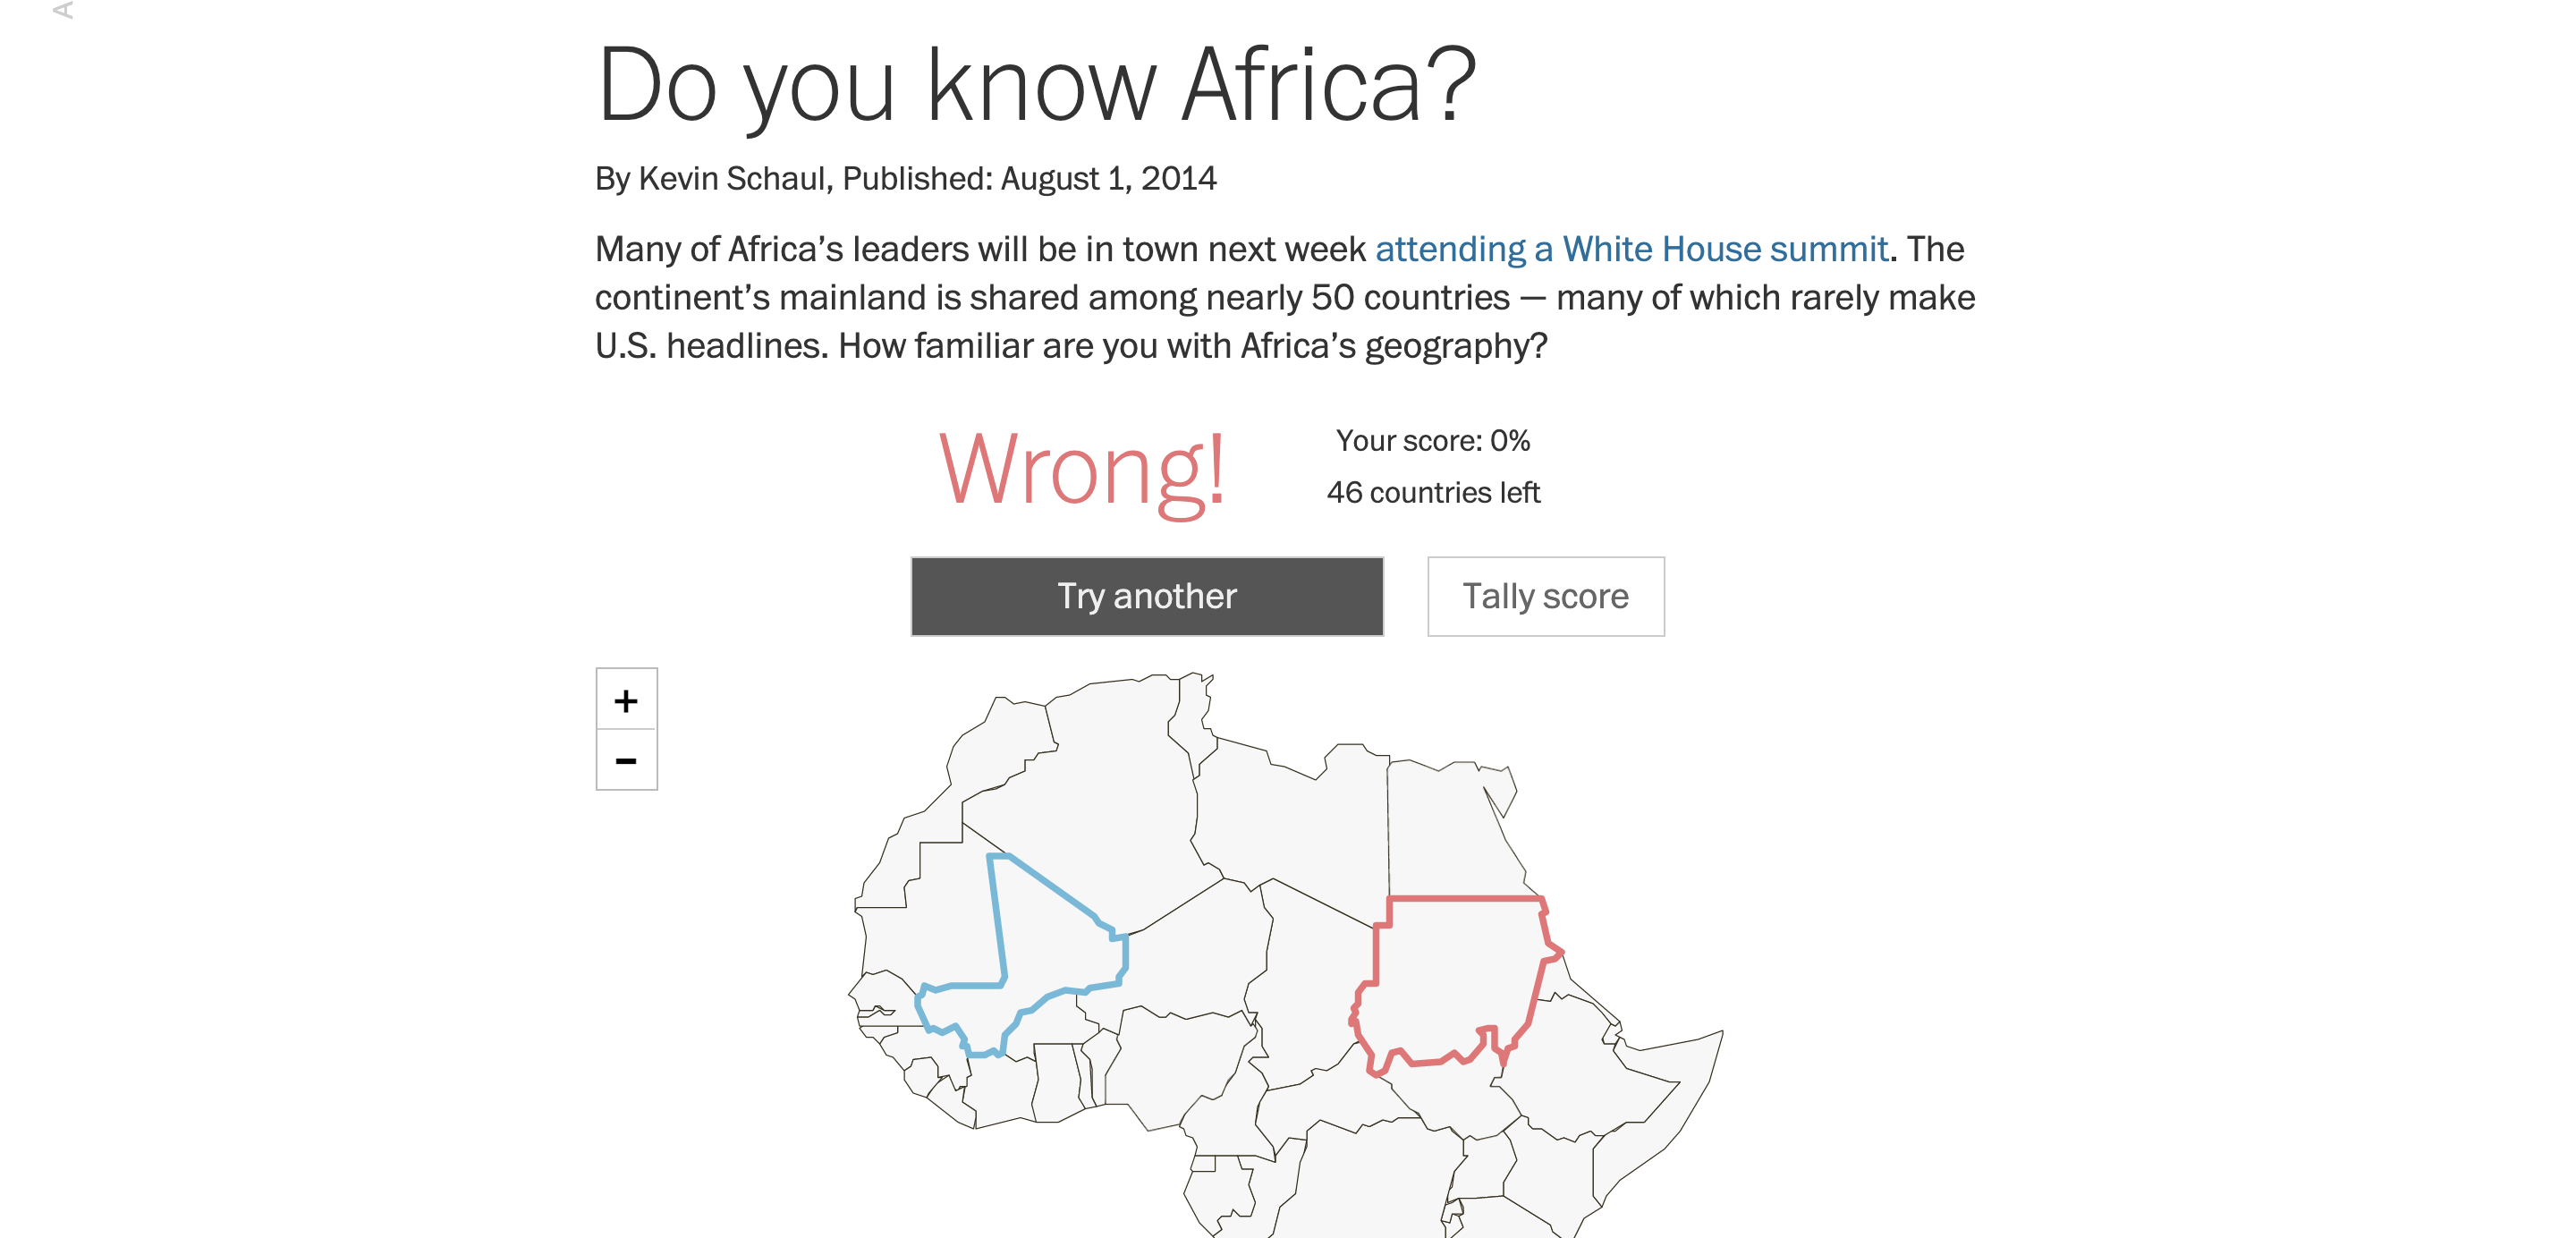 A
Do you know Africa?
By Kevin Schaul, Published: August 1, 2014
Many of Africa’s leaders will be in town next week attending a White House summit. The
continent’s mainland is shared among nearly 50 countries — many of which rarely make
U.S. headlines. How familiar are you with Africa’s geography?
Wrong!
Your score: 0%
46 countries left
Try another
Tally score
+
−